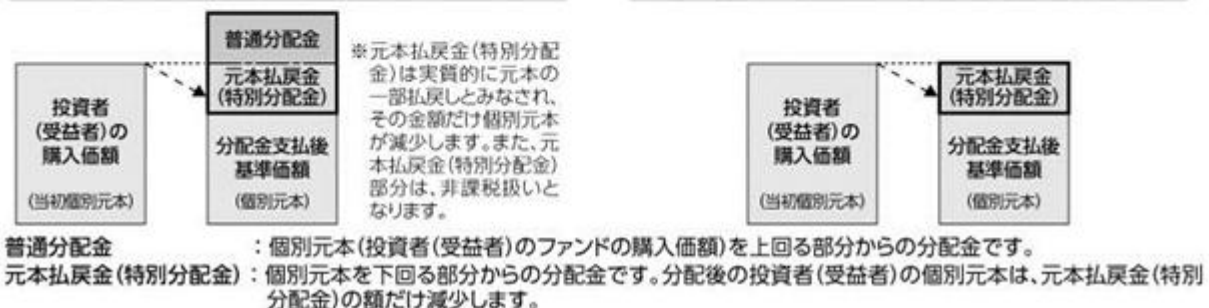 普通分配金
元本払戻金
(特別分配金)
投資者
(受益者)の
購入価額
(当初個別元本)
分配金支払後
基準価額
(個別元本)
※元本払戻金(特別分配
金)は実質的に元本の
一部払戻しとみなされ、
その金額だけ個別元本
が減少します。また、元
本払戻金(特別分配金)
部分は、非課税扱いと
なります。
投資者
(受益者)の
購入価額
(当初個別元本)
元本払戻金
(特別分配金)
分配金支払後
基準価額
(個別元本)
普通分配金 :個別元本(投資者(受益者)のファンドの購入価額)を上回る部分からの分配金です。
元本払戻金(特別分配金):個別元本を下回る部分からの分配金です。分配後の投資者(受益者)の個別元本は、元本払戻金(特別
分配金)の額だけ減少します。